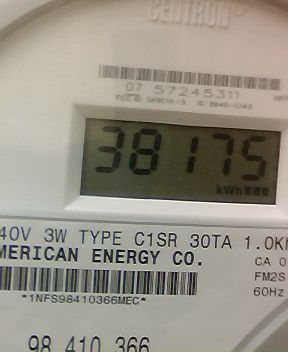 CENTRON®
07 57245311
38175
kWh
40V 3W TYPE C1SR 30TA 1.0K
MERICAN ENERGY CO.
CA 0
FM2S
60Hz
*1NFS98410366MEC*
98 410 366